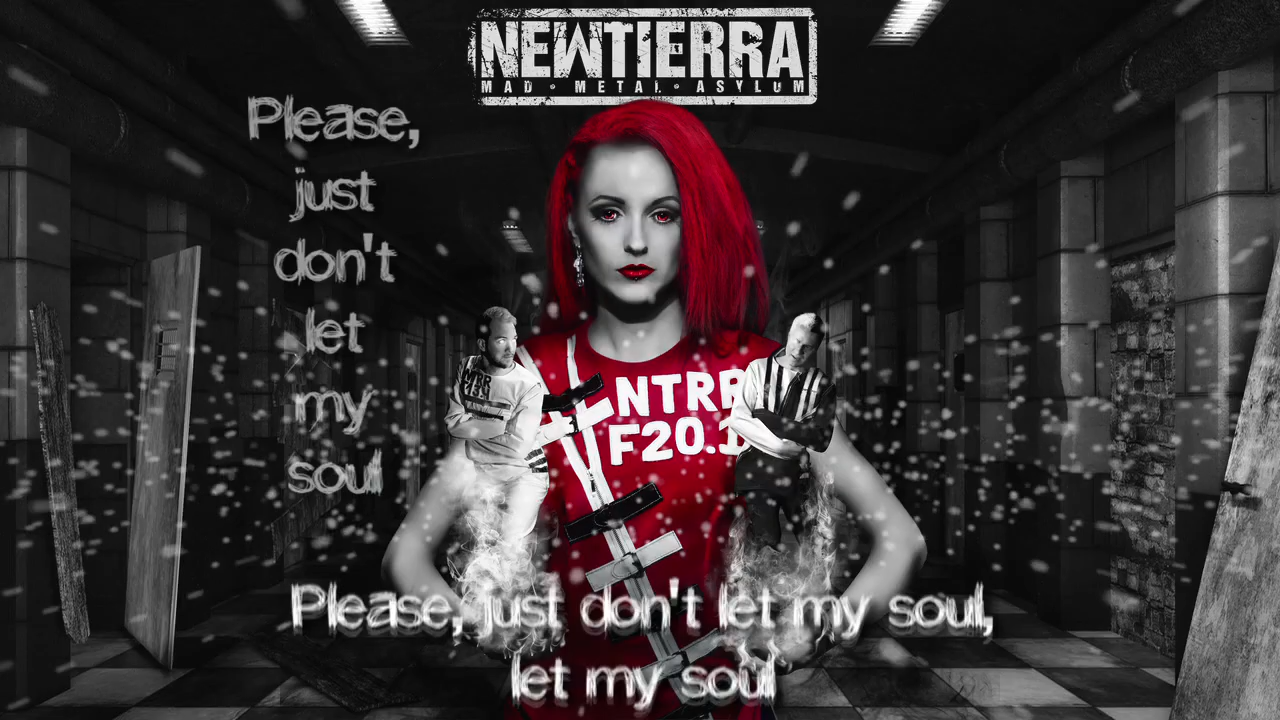 NEWTIERRA
MAD • METAL • ASYLUM
Please,
just
don't
let
my
soul
NTRR
F20.1
Please, just don't let my soul,
let my soul